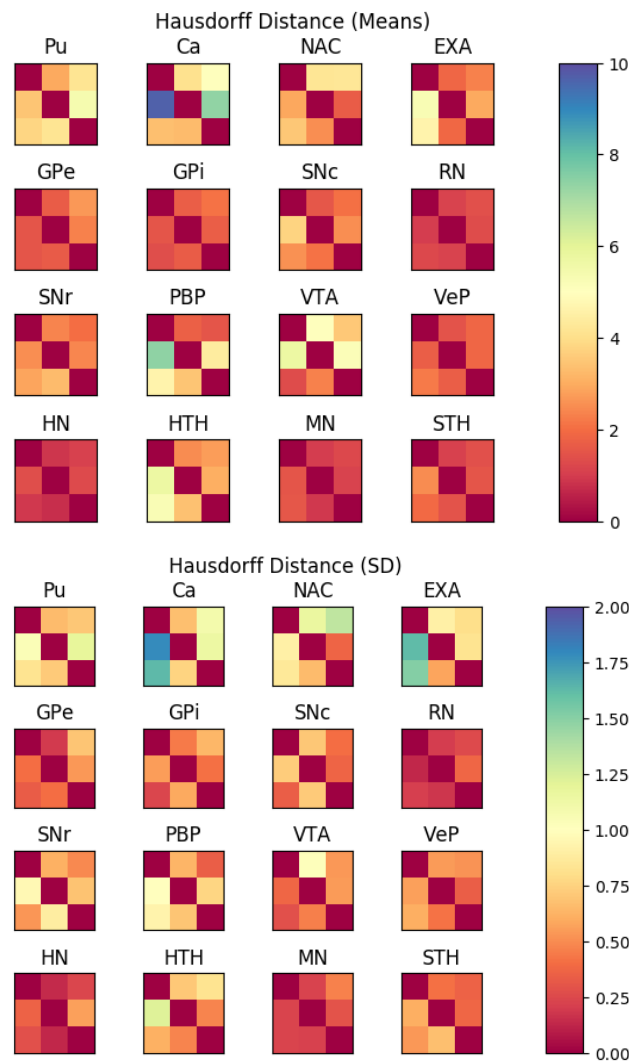 Hausdorff Distance (Means)
Pu Ca NAC EXA
GPe GPi SNc RN
SNr PBP VTA VeP
HN HTH MN STH
10
8
6
4
2
0
Hausdorff Distance (SD)
Pu Ca NAC EXA
GPe GPi SNc RN
SNr PBP VTA VeP
HN HTH MN STH
2.00
1.75
1.50
1.25
1.00
0.75
0.50
0.25
0.00